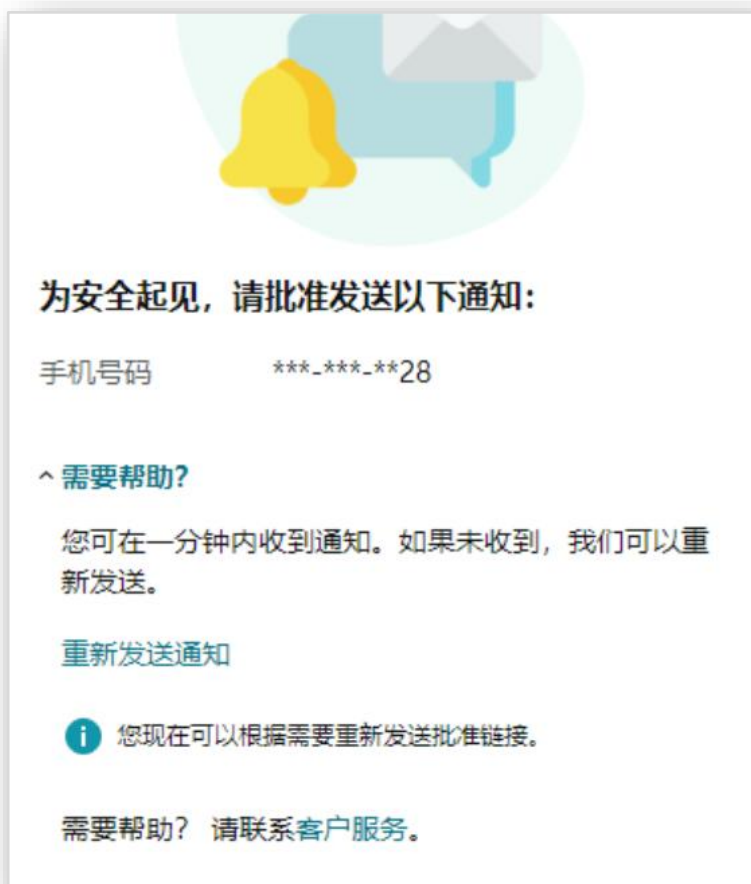 为安全起见，请批准发送以下通知：
手机号码 ***-***-**28
需要帮助？
您可在一分钟内收到通知。如果未收到，我们可以重
新发送。
重新发送通知
您现在可以根据需要重新发送批准链接。
需要帮助？ 请联系客户服务。